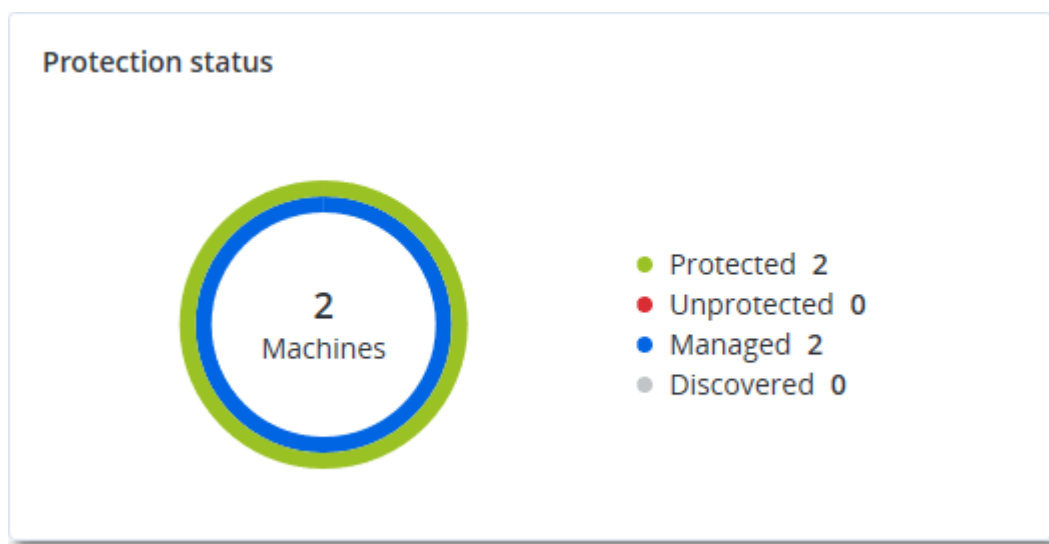 Protection status
2
Machines
Protected 2
Unprotected 0
Managed 2
Discovered 0